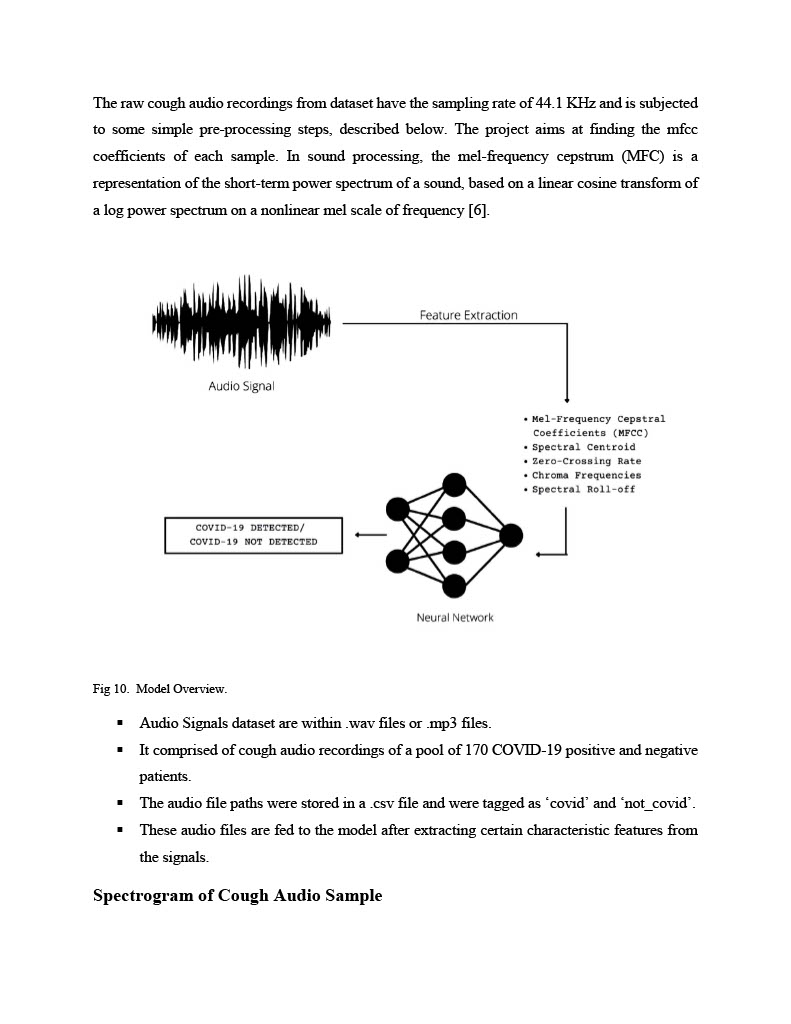 The raw cough audio recordings from dataset have the sampling rate of 44.1 KHz and is subjected
to some simple pre-processing steps, described below. The project aims at finding the mfcc
coefficients of each sample. In sound processing, the mel-frequency cepstrum (MFC) is a
representation of the short-term power spectrum of a sound, based on a linear cosine transform of
a log power spectrum on a nonlinear mel scale of frequency [6].
Feature Extraction
Audio Signal
• Mel-Frequency Cepstral
Coefficients (MFCC)
• Spectral Centroid
• Zero-Crossing Rate
• Chroma Frequencies
• Spectral Roll-off
COVID-19 DETECTED/
COVID-19 NOT DETECTED
Neural Network
Fig 10. Model Overview.
▪ Audio Signals dataset are within .wav files or .mp3 files.
▪ It comprised of cough audio recordings of a pool of 170 COVID-19 positive and negative
patients.
▪ The audio file paths were stored in a .csv file and were tagged as ‘covid’ and ‘not_covid’.
▪ These audio files are fed to the model after extracting certain characteristic features from
the signals.
Spectrogram of Cough Audio Sample